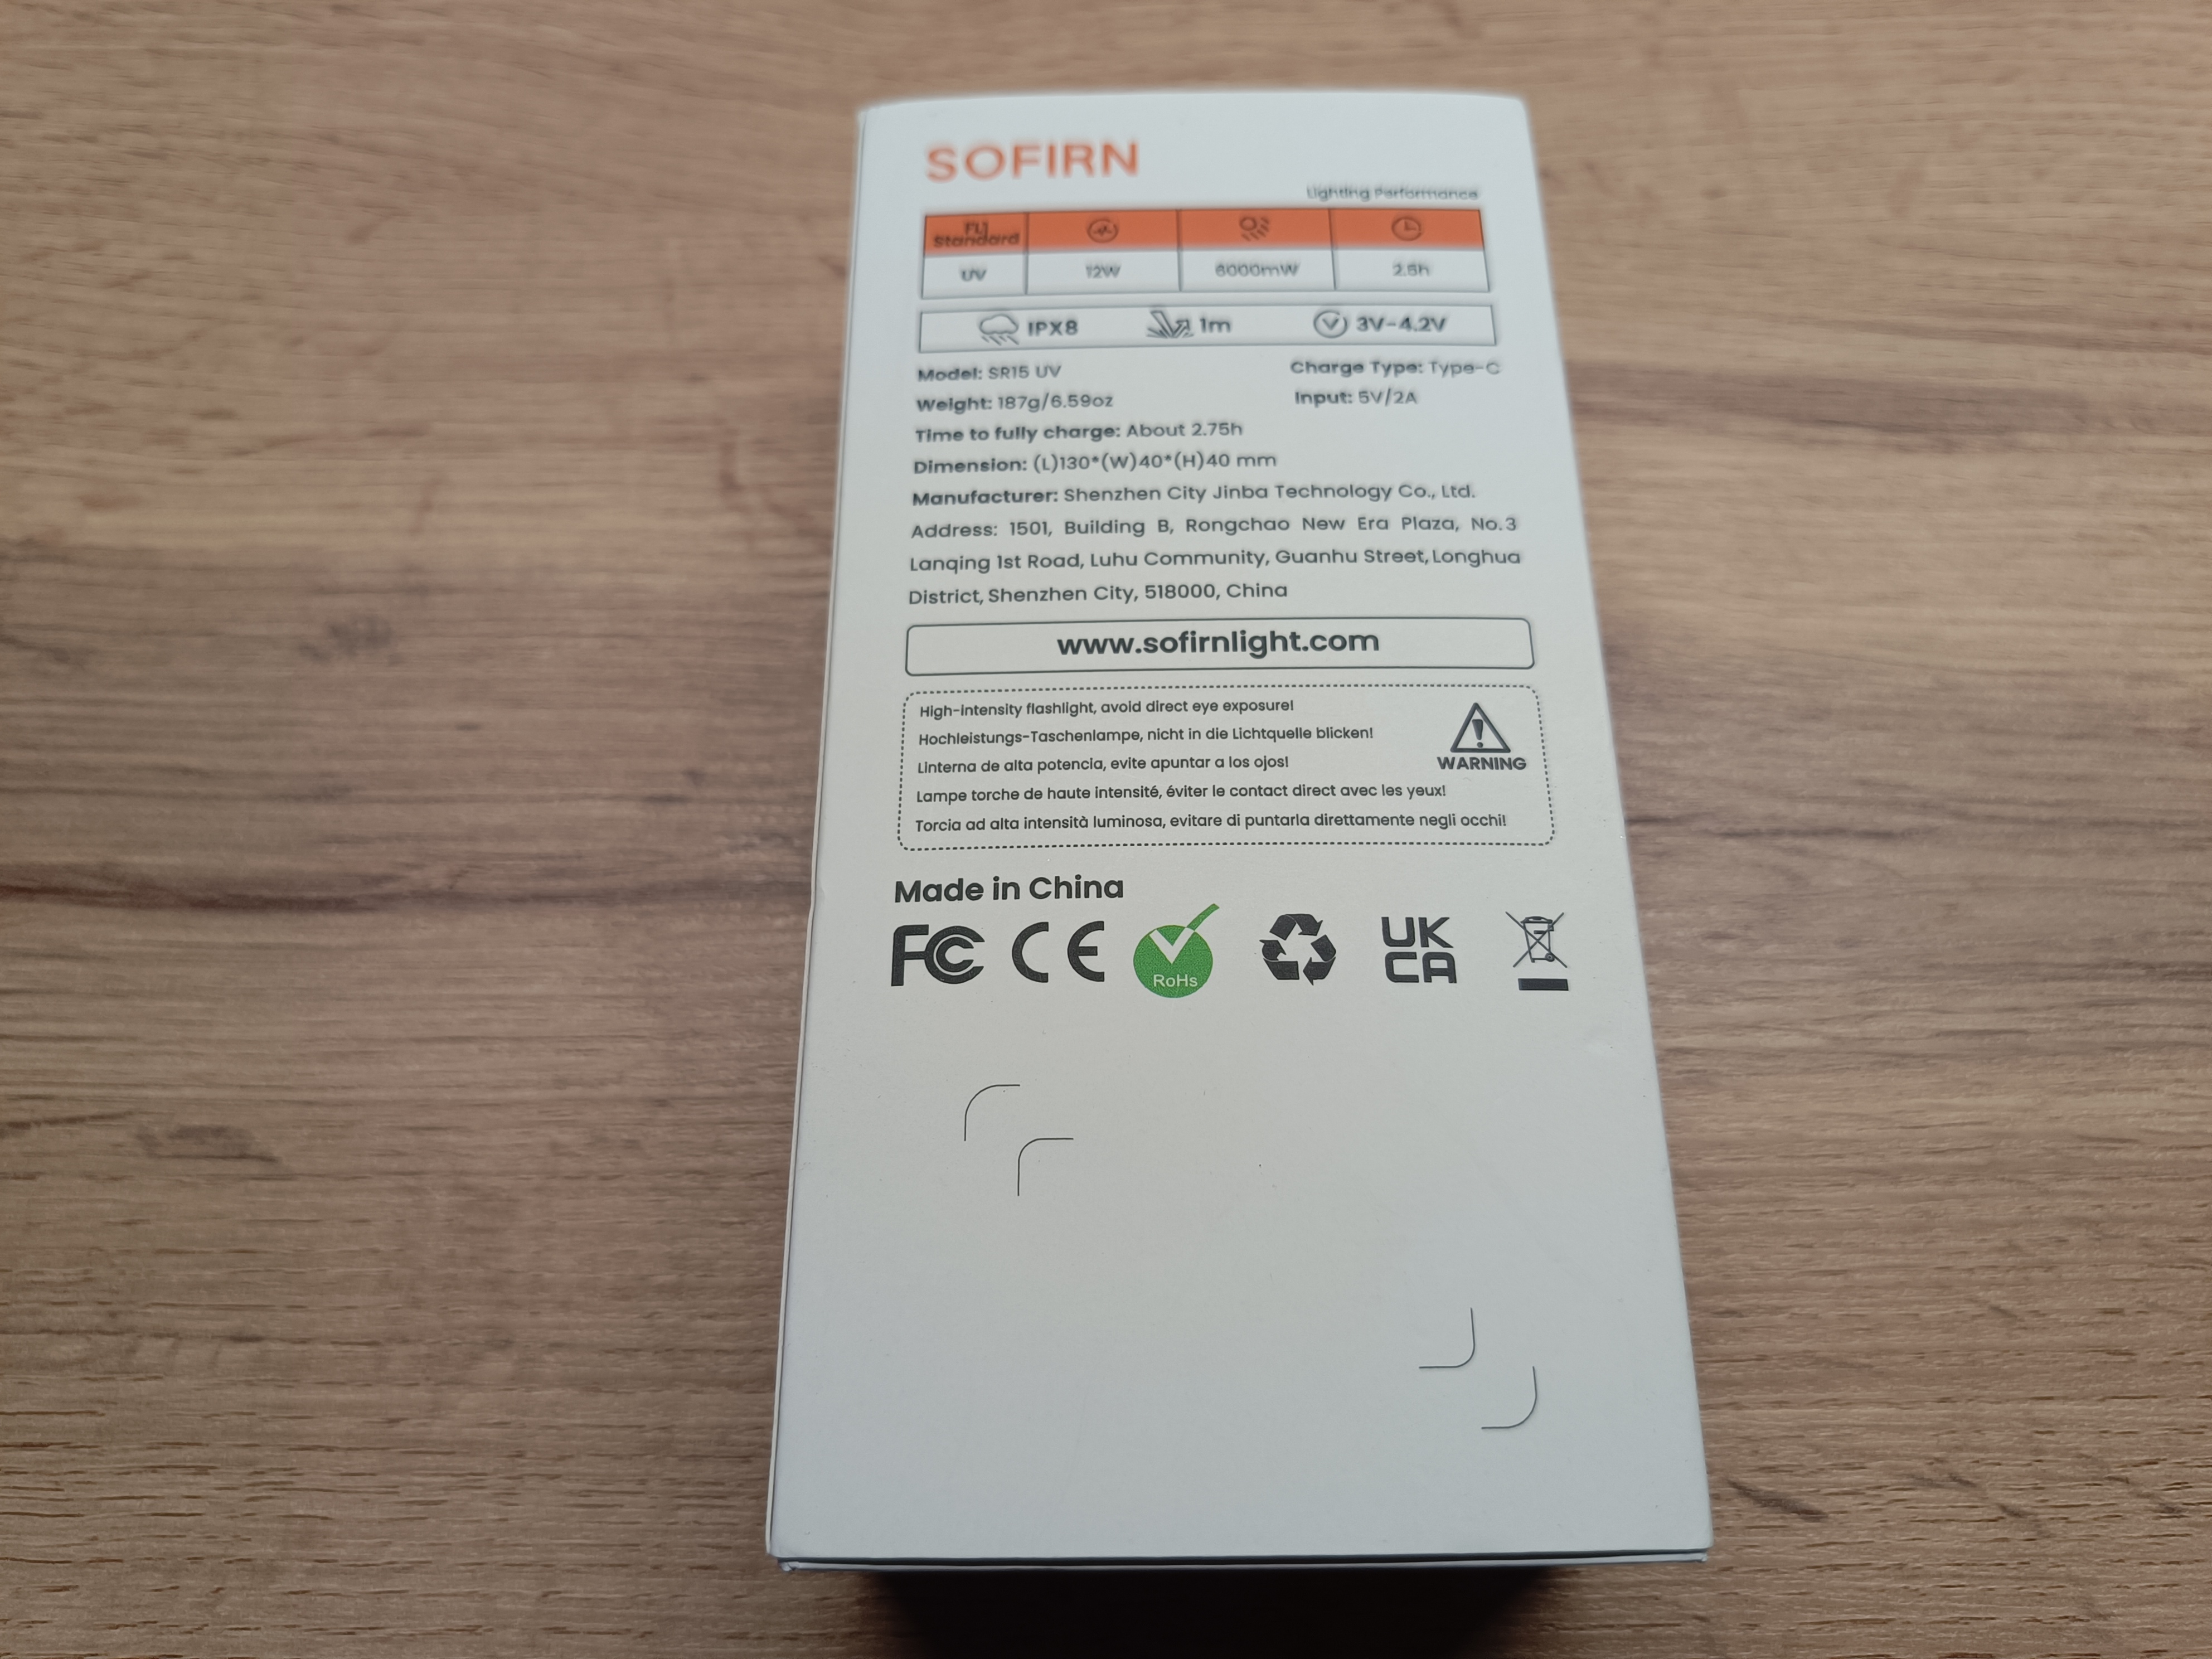 SOFIRN
Lighting Performance
FL1 Standard
UV 12W 6000mW 2.5h
IPX8 1m 3V-4.2V
Model: SR15 UV Charge Type: Type-C
Weight: 187g/6.59oz Input: 5V/2A
Time to fully charge: About 2.75h
Dimension: (L)130*(W)40*(H)40 mm
Manufacturer: Shenzhen City Jinba Technology Co., Ltd.
Address: 1501, Building B, Rongchao New Era Plaza, No.3
Lanqing 1st Road, Luhu Community, Guanhu Street, Longhua
District, Shenzhen City, 518000, China
www.sofirnlight.com
High-intensity flashlight, avoid direct eye exposure!
Hochleistungs-Taschenlampe, nicht in die Lichtquelle blicken!
Linterna de alta potencia, evite apuntar a los ojos!
WARNING
Lampe torche de haute intensité, éviter le contact direct avec les yeux!
Torcia ad alta intensità luminosa, evitare di puntarla direttamente negli occhi!
Made in China
FC CE RoHs UK CA